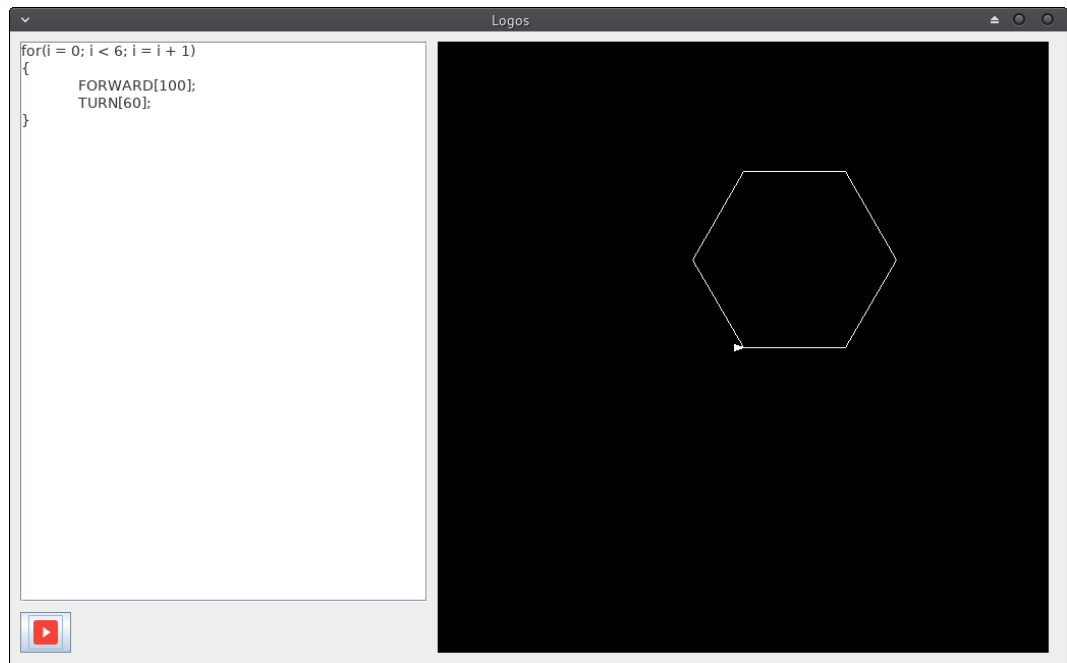 Logos
for(i = 0; i < 6; i = i + 1)
{
FORWARD[100];
TURN[60];
}